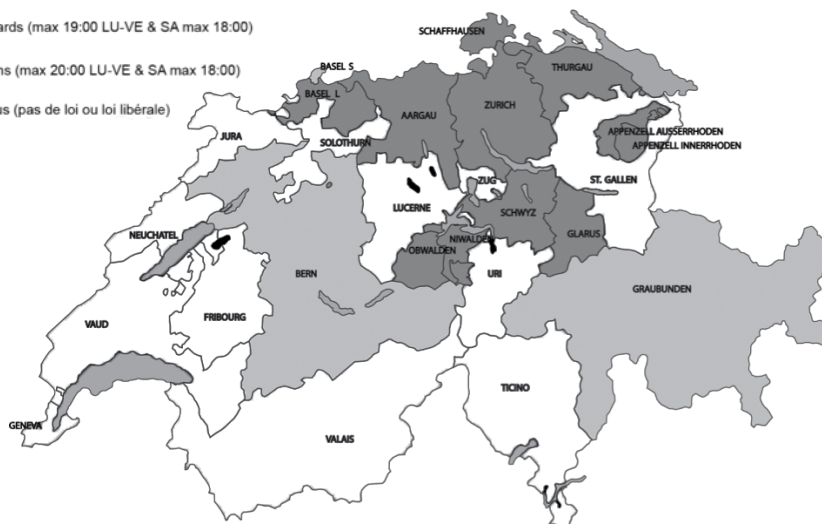 ards (max 19:00 LU-VE & SA max 18:00)
SCHAFFHAUSEN
ns (max 20:00 LU-VE & SA max 18:00)
BASEL S
THURGAU
BASEL L
us (pas de loi ou loi libérale)
ZURICH
AARGAU
JURA
APPENZELL AUSSERRHODEN
SOLOTHURN
APPENZELL INNERRHODEN
ZUG
ST. GALLEN
LUCERNE
SCHWYZ
NEUCHATEL
NIWALDEN
GLARUS
OBWALDEN
BERN
URI
GRAUBUNDEN
FRIBOURG
VAUD
TICINO
GENEVA
VALAIS